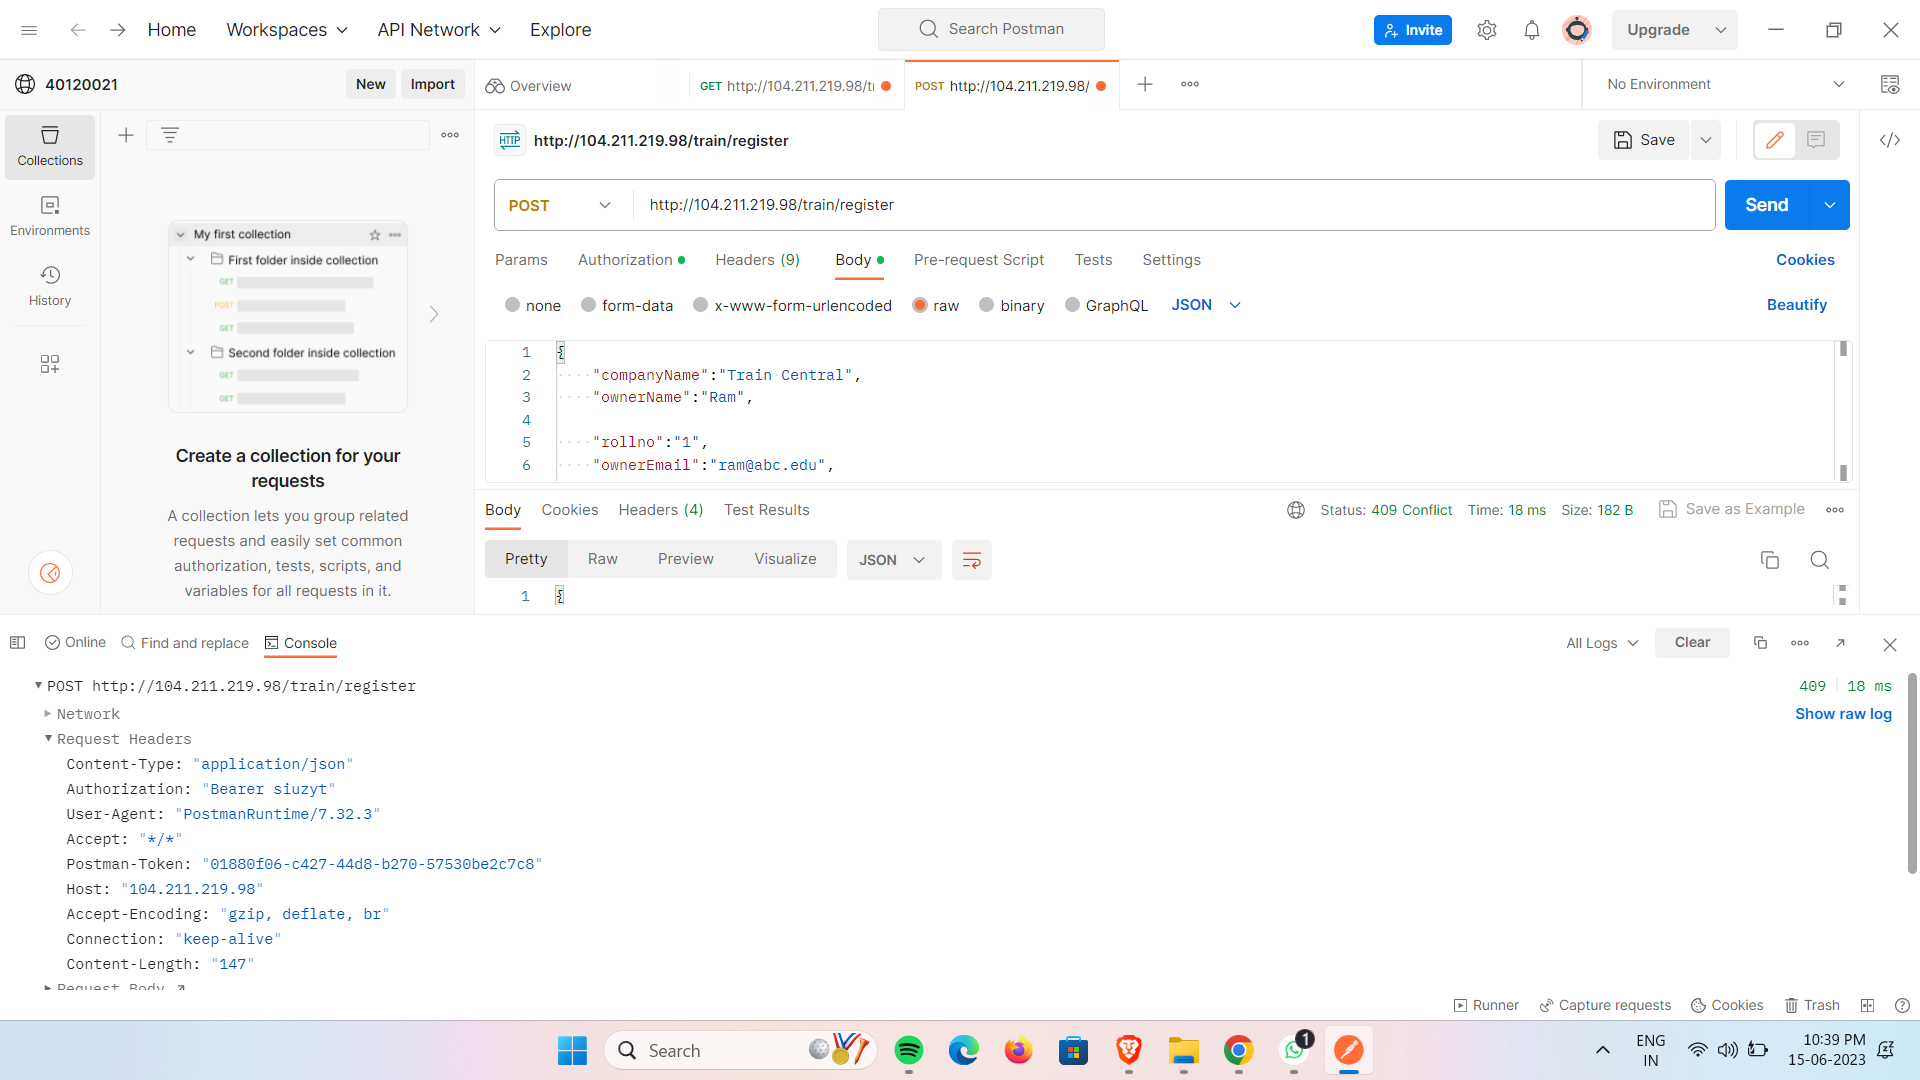 Home
Workspaces
API Network
Explore
Search Postman
Invite
Upgrade
40120021
New
Import
Overview
GET http://104.211.219.98/t
POST http://104.211.219.98/
No Environment
Collections
Environments
History
My first collection
First folder inside collection
GET
POST
GET
Second folder inside collection
GET
GET
Create a collection for your
requests
A collection lets you group related
requests and easily set common
authorization, tests, scripts, and
variables for all requests in it.
HTTP http://104.211.219.98/train/register
Save
POST
http://104.211.219.98/train/register
Send
Params
Authorization
Headers (9)
Body
Pre-request Script
Tests
Settings
Cookies
none
form-data
x-www-form-urlencoded
raw
binary
GraphQL
JSON
Beautify
1 {
2 "companyName":"Train Central",
3 "ownerName":"Ram",
4
5 "rollno":"1",
6 "ownerEmail":"ram@abc.edu",
Body
Cookies
Headers (4)
Test Results
Status: 409 Conflict
Time: 18 ms
Size: 182 B
Save as Example
Pretty
Raw
Preview
Visualize
JSON
1 {
Online
Find and replace
Console
All Logs
Clear
POST http://104.211.219.98/train/register
409 18 ms
Network
Show raw log
Request Headers
Content-Type: "application/json"
Authorization: "Bearer siuzyt"
User-Agent: "PostmanRuntime/7.32.3"
Accept: "*/*"
Postman-Token: "01880f06-c427-44d8-b270-57530be2c7c8"
Host: "104.211.219.98"
Accept-Encoding: "gzip, deflate, br"
Connection: "keep-alive"
Content-Length: "147"
Request Body
Runner
Capture requests
Cookies
Trash
Search
1
ENG
IN
10:39 PM
15-06-2023